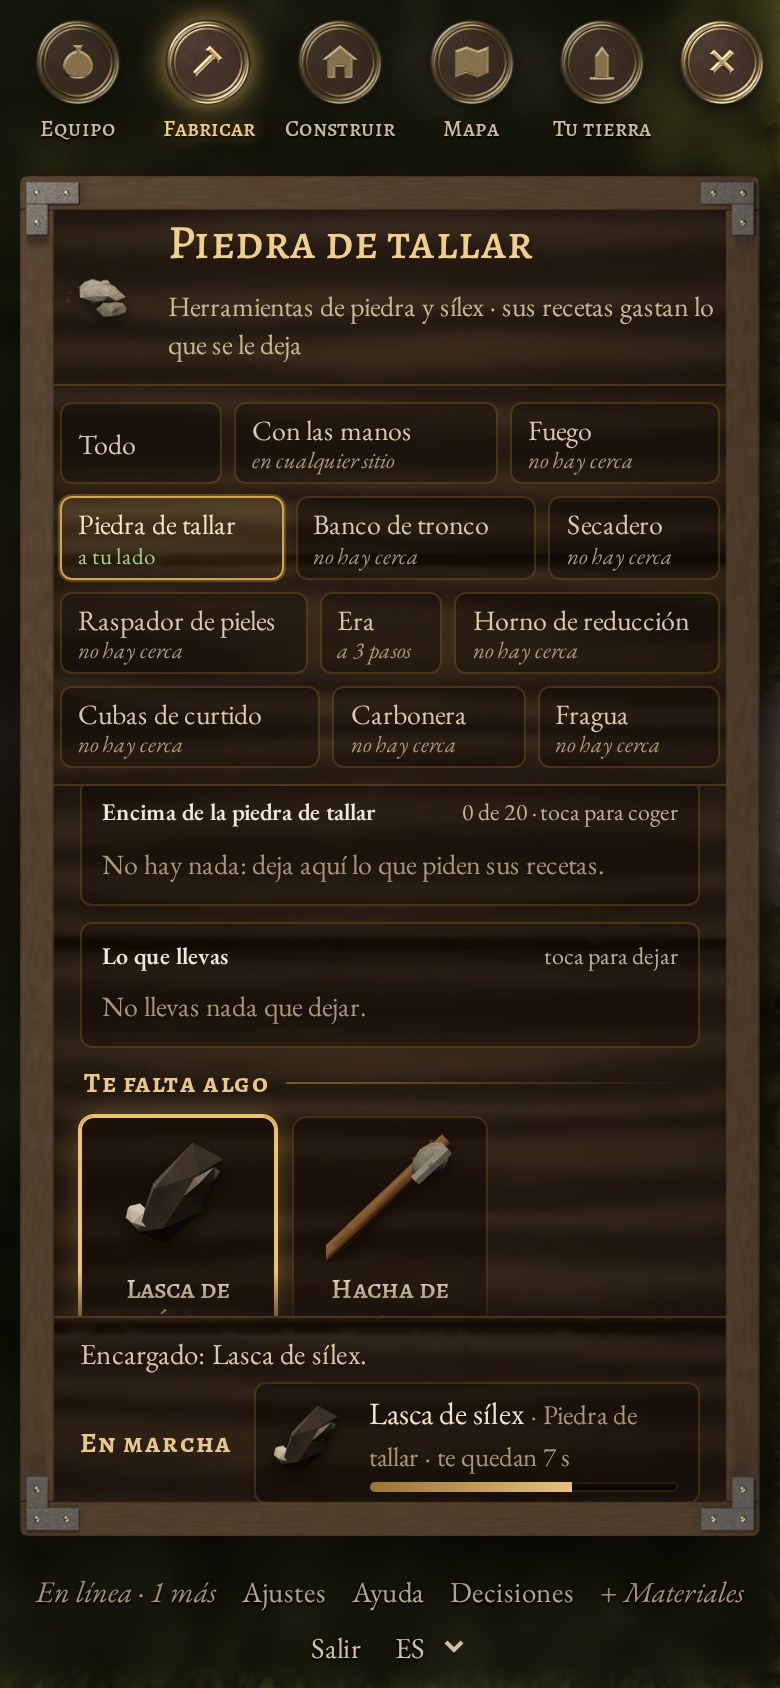 Equipo
Fabricar
Construir
Mapa
Tu tierra
Piedra de tallar
Herramientas de piedra y sílex · sus recetas gastan lo
que se le deja
Todo
Con las manos
en cualquier sitio
Fuego
no hay cerca
Piedra de tallar
a tu lado
Banco de tronco
no hay cerca
Secadero
no hay cerca
Raspador de pieles
no hay cerca
Era
a 3 pasos
Horno de reducción
no hay cerca
Cubas de curtido
no hay cerca
Carbonera
no hay cerca
Fragua
no hay cerca
Encima de la piedra de tallar
0 de 20 · toca para coger
No hay nada: deja aquí lo que piden sus recetas.
Lo que llevas
toca para dejar
No llevas nada que dejar.
Te falta algo
Lasca de
Hacha de
Encargado: Lasca de sílex.
En marcha
Lasca de sílex · Piedra de
tallar · te quedan 7 s
En línea · 1 más
Ajustes
Ayuda
Decisiones
+ Materiales
Salir
ES